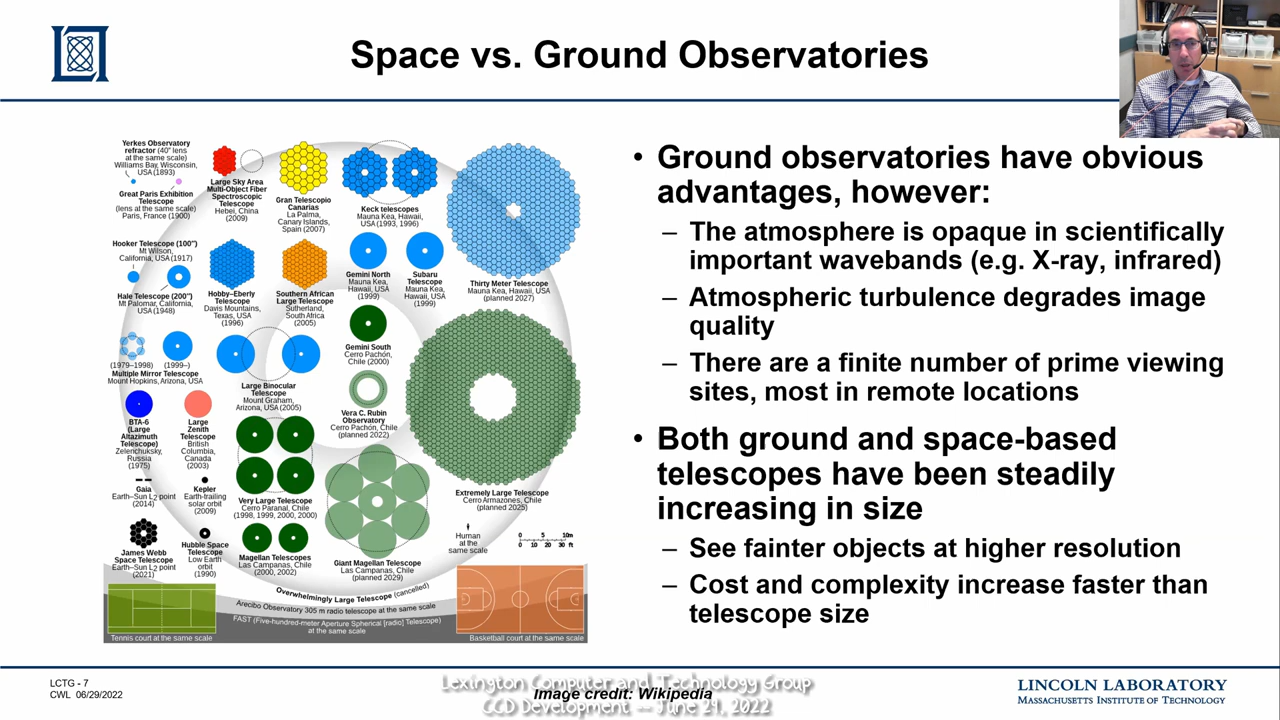 Space vs. Ground Observatories
Yerkes Observatory
refractor (40" lens
at the same scale)
Williams Bay, Wisconsin,
USA (1893)
Great Paris Exhibition
Telescope
(lens at the same scale)
Paris, France (1900)
Large Sky Area
Multi-Object Fiber
Spectroscopic
Telescope
Hebei, China
(2009)
Gran Telescopio
Canarias
La Palma,
Canary Islands,
Spain (2007)
Keck telescopes
Mauna Kea, Hawaii,
USA (1993, 1996)
Hooker Telescope (100")
Mt Wilson,
California, USA (1917)
Hale Telescope (200")
Mt Palomar, California,
USA (1948)
Hobby–Eberly
Telescope
Davis Mountains,
Texas, USA
(1996)
Southern African
Large Telescope
Sutherland,
South Africa
(2005)
Gemini North
Mauna Kea,
Hawaii, USA
(1999)
Subaru
Telescope
Mauna Kea,
Hawaii, USA
(1999)
Thirty Meter Telescope
Mauna Kea, Hawaii, USA
(planned 2027)
Gemini South
Cerro Pachón,
Chile (2000)
(1979–1998) (1999–)
Multiple Mirror Telescope
Mount Hopkins, Arizona, USA
Large Binocular
Telescope
Mount Graham,
Arizona, USA (2005)
Vera C. Rubin
Observatory
Cerro Pachón, Chile
(planned 2022)
BTA-6
(Large
Altazimuth
Telescope)
Zelenchuksky,
Russia
(1975)
Large
Zenith
Telescope
British
Columbia,
Canada
(2003)
Gaia
Earth–Sun L2 point
(2014)
Kepler
Earth-trailing
solar orbit
(2009)
Very Large Telescope
Cerro Paranal, Chile
(1998, 1999, 2000, 2000)
Extremely Large Telescope
Cerro Armazones, Chile
(planned 2025)
James Webb
Space Telescope
Earth–Sun L2 point
(2021)
Hubble Space
Telescope
Low Earth
orbit
(1990)
Magellan Telescopes
Las Campanas, Chile
(2000, 2002)
Giant Magellan Telescope
Las Campanas, Chile
(planned 2029)
Human
at the
same scale
0 5 10m
0 10 20 30 ft
Overwhelmingly Large Telescope (cancelled)
Arecibo Observatory 305 m radio telescope at the same scale
FAST (Five-hundred-meter Aperture Spherical [radio] Telescope)
at the same scale
Tennis court at the same scale
Basketball court at the same scale
• Ground observatories have obvious
advantages, however:
– The atmosphere is opaque in scientifically
important wavebands (e.g. X-ray, infrared)
– Atmospheric turbulence degrades image
quality
– There are a finite number of prime viewing
sites, most in remote locations
• Both ground and space-based
telescopes have been steadily
increasing in size
– See fainter objects at higher resolution
– Cost and complexity increase faster than
telescope size
LCTG - 7
CWL 06/29/2022
Lexington Computer and Technology Group
Image credit: Wikipedia
CCD Development -- June 29, 2022
LINCOLN LABORATORY
MASSACHUSETTS INSTITUTE OF TECHNOLOGY